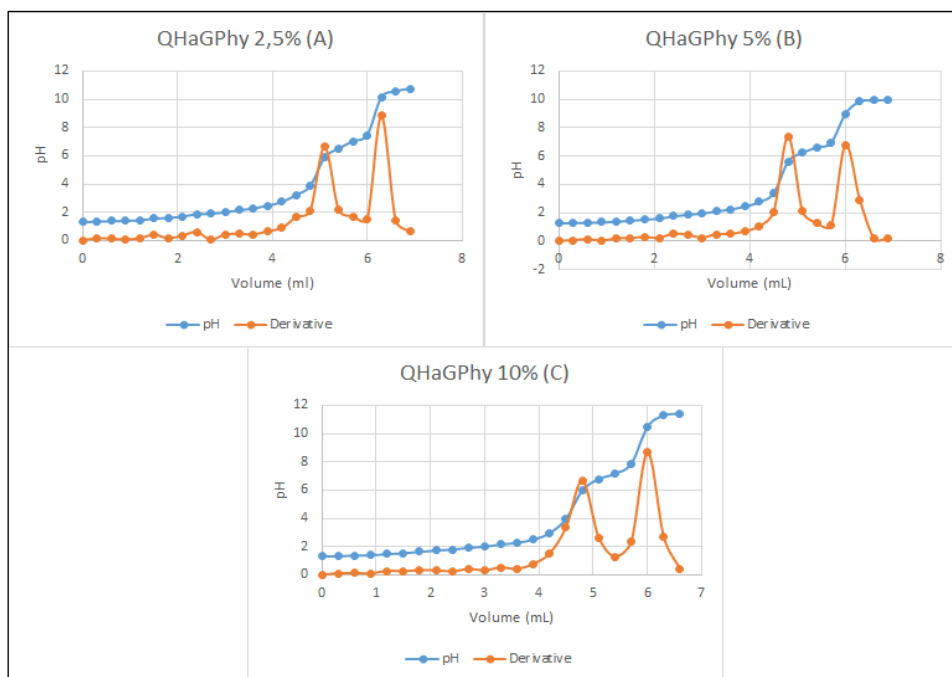 QHaGPhy 2,5% (A)
12
10
8
6
4
2
0
pH
0 2 4 6 8
Volume (ml)
pH Derivative
QHaGPhy 5% (B)
12
10
8
6
4
2
0
-2
pH
0 2 4 6 8
Volume (mL)
pH Derivative
QHaGPhy 10% (C)
12
10
8
6
4
2
0
pH
0 1 2 3 4 5 6 7
Volume (mL)
pH Derivative